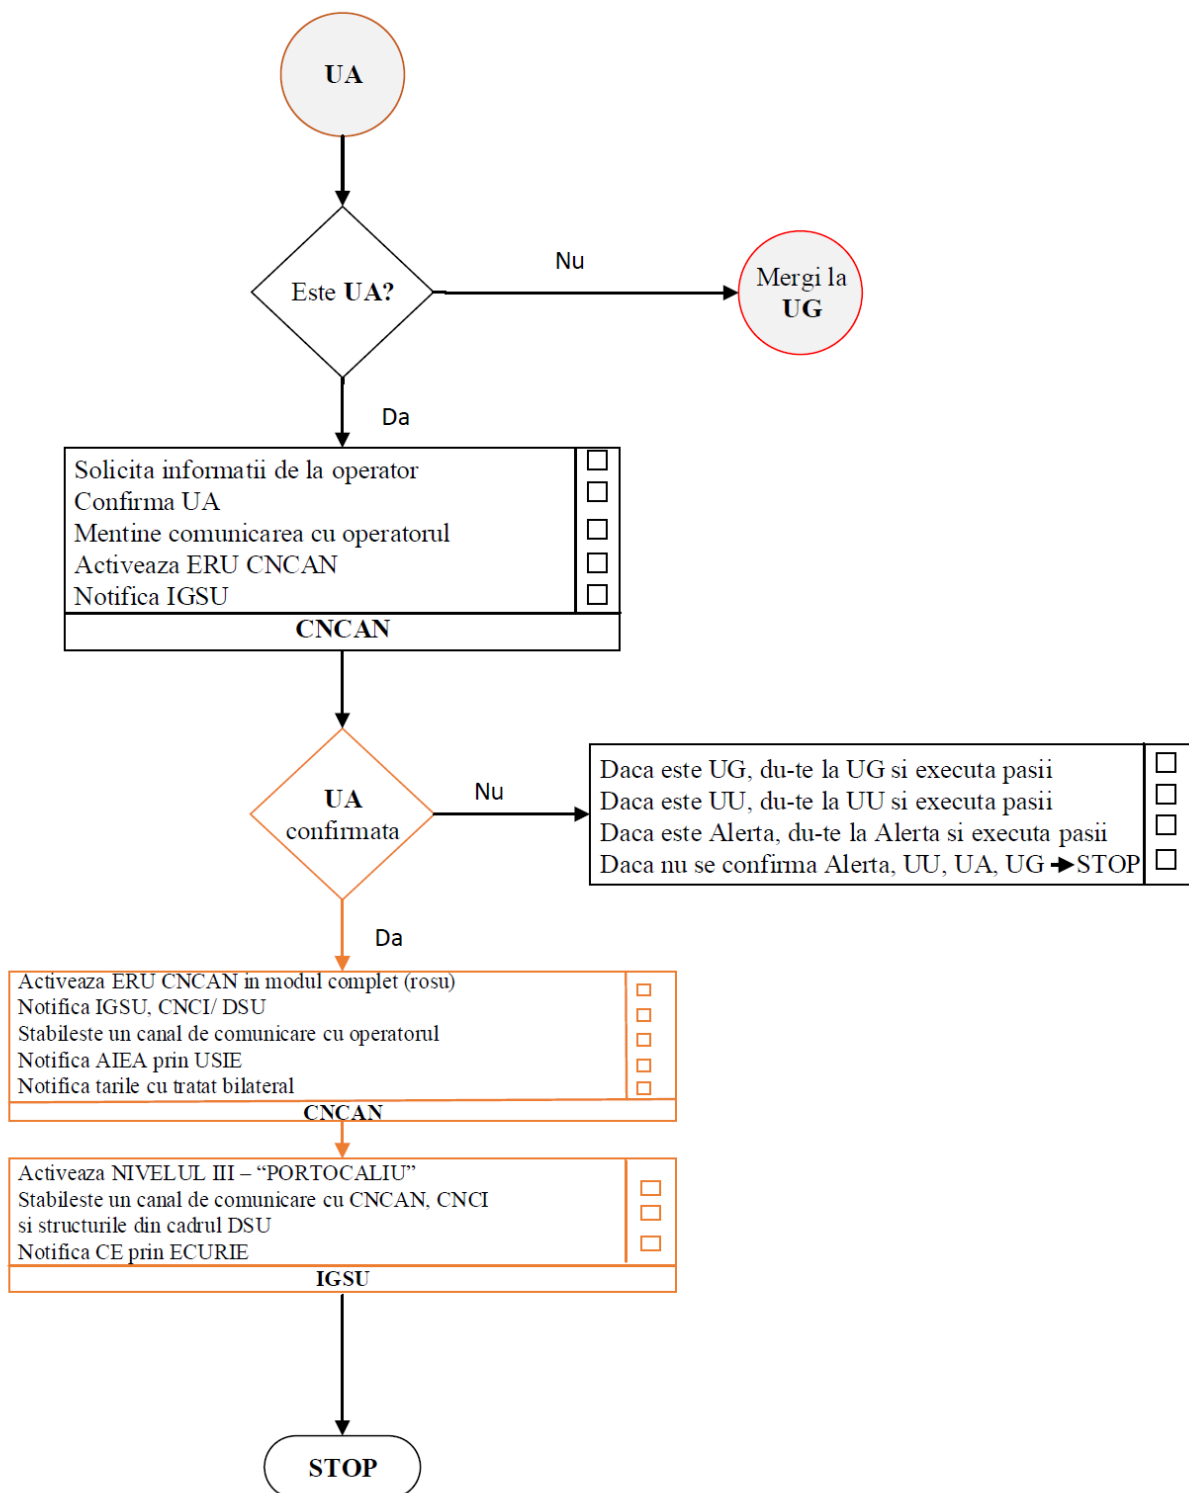 UA
Este UA?
Nu
Mergi la
UG
Da
Solicita informatii de la operator
Confirma UA
Mentine comunicarea cu operatorul
Activeaza ERU CNCAN
Notifica IGSU
CNCAN
UA
confirmata
Nu
Daca este UG, du-te la UG si executa pasii
Daca este UU, du-te la UU si executa pasii
Daca este Alerta, du-te la Alerta si executa pasii
Daca nu se confirma Alerta, UU, UA, UG → STOP
Da
Activeaza ERU CNCAN in modul complet (rosu)
Notifica IGSU, CNCI/ DSU
Stabileste un canal de comunicare cu operatorul
Notifica AIEA prin USIE
Notifica tarile cu tratat bilateral
CNCAN
Activeaza NIVELUL III – “PORTOCALIU”
Stabileste un canal de comunicare cu CNCAN, CNCI
si structurile din cadrul DSU
Notifica CE prin ECURIE
IGSU
STOP